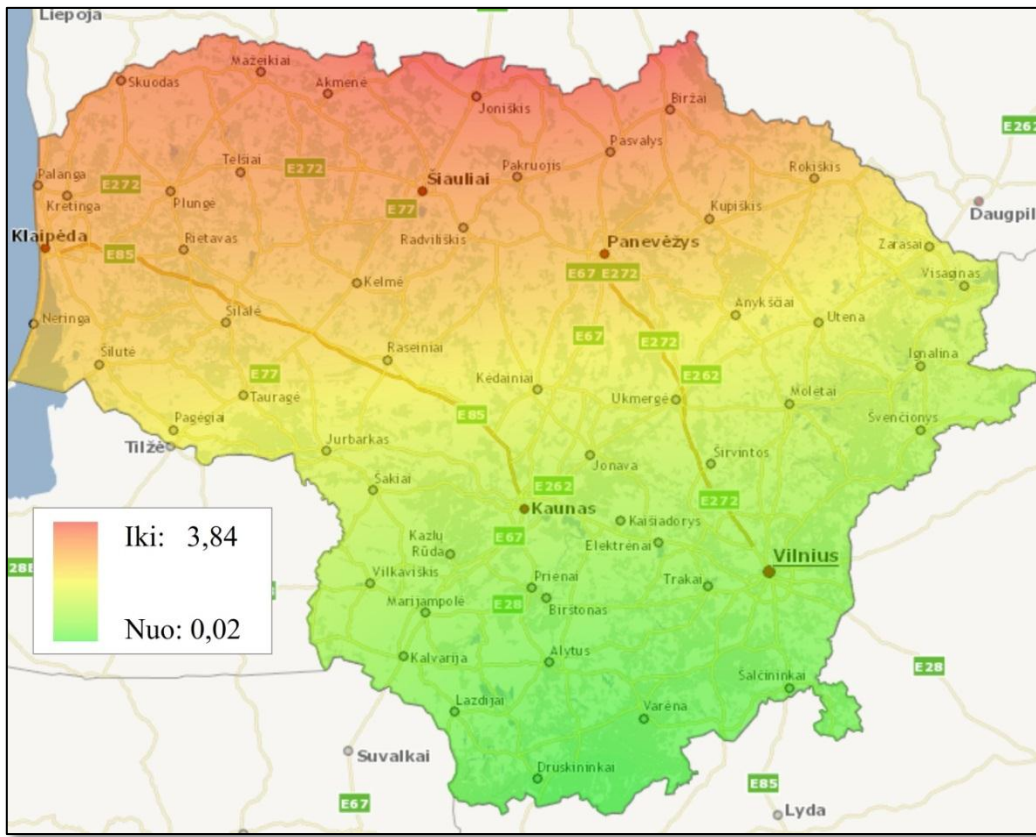 Liepoja
Mažeikiai
Skuodas
Akmenė
Joniškis
Biržai
E262
Pasvalys
Telšiai
E272
Pakruojis
Rokiškis
Palanga
E272
Šiauliai
Kretinga
Plungė
E77
Daugpil
Kupiškis
Klaipėda
Rietavas
Radviliškis
Panevėžys
Zarasai
E85
E67 E272
Visaginas
Kelmė
Anykščiai
Neringa
Šilalė
Utena
E67
E272
Šilutė
Raseiniai
Ignalina
E77
Kėdainiai
E262
Tauragė
Ukmergė
Molėtai
Pagėgiai
E85
Švenčionys
Tilžė
Jurbarkas
Jonava
Širvintos
Šakiai
E262
E272
Kaunas
Kaišiadorys
Iki: 3,84
Kazlų
Rūda
E67
Elektrėnai
Vilnius
28E
Vilkaviškis
Prienai
Trakai
Marijampolė
E28
Birštonas
Nuo: 0,02
Kalvarija
Alytus
E28
Šalčininkai
Lazdijai
Varėna
Suvalkai
Druskininkai
E85
E67
Lyda